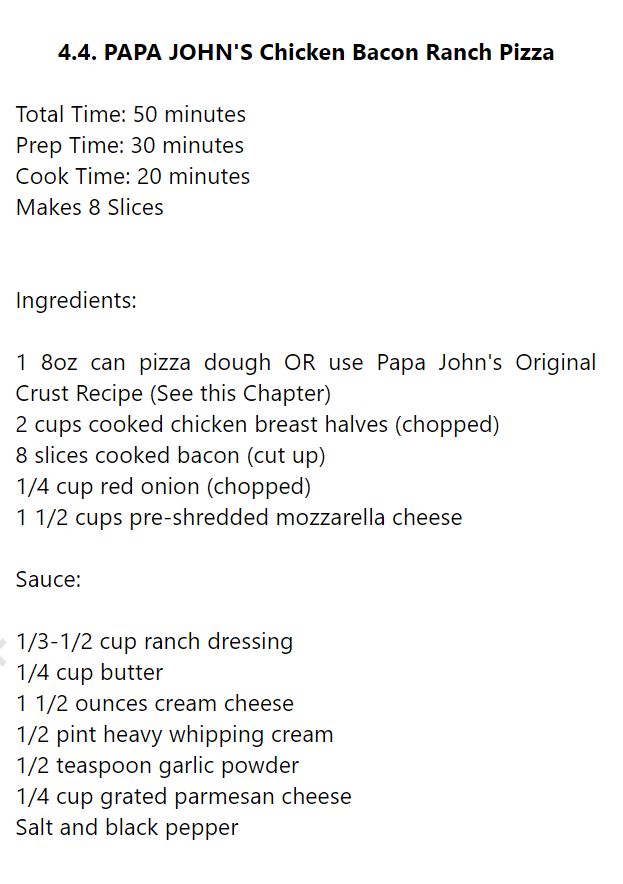 4.4. PAPA JOHN'S Chicken Bacon Ranch Pizza
Total Time: 50 minutes
Prep Time: 30 minutes
Cook Time: 20 minutes
Makes 8 Slices
Ingredients:
1 8oz can pizza dough OR use Papa John's Original
Crust Recipe (See this Chapter)
2 cups cooked chicken breast halves (chopped)
8 slices cooked bacon (cut up)
1/4 cup red onion (chopped)
1 1/2 cups pre-shredded mozzarella cheese
Sauce:
1/3-1/2 cup ranch dressing
1/4 cup butter
1 1/2 ounces cream cheese
1/2 pint heavy whipping cream
1/2 teaspoon garlic powder
1/4 cup grated parmesan cheese
Salt and black pepper